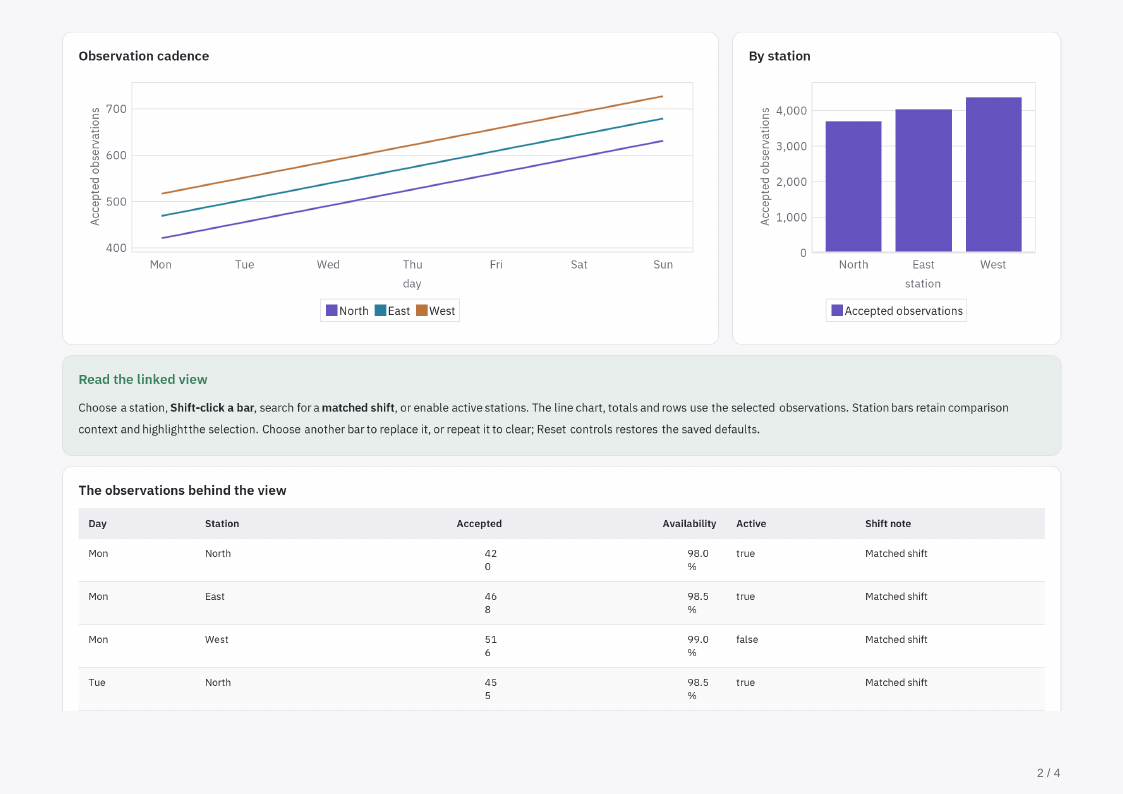 Observation cadence
Accepted observations
700
600
500
400
Mon Tue Wed Thu Fri Sat Sun
day
North East West
By station
Accepted observations
4,000
3,000
2,000
1,000
0
North East West
station
Accepted observations
Read the linked view
Choose a station, Shift-click a bar, search for a matched shift, or enable active stations. The line chart, totals and rows use the selected observations. Station bars retain comparison
context and highlight the selection. Choose another bar to replace it, or repeat it to clear; Reset controls restores the saved defaults.
The observations behind the view
Day Station Accepted Availability Active Shift note
Mon North 42 98.0 true Matched shift
0 %
Mon East 46 98.5 true Matched shift
8 %
Mon West 51 99.0 false Matched shift
6 %
Tue North 45 98.5 true Matched shift
5 %
2 / 4